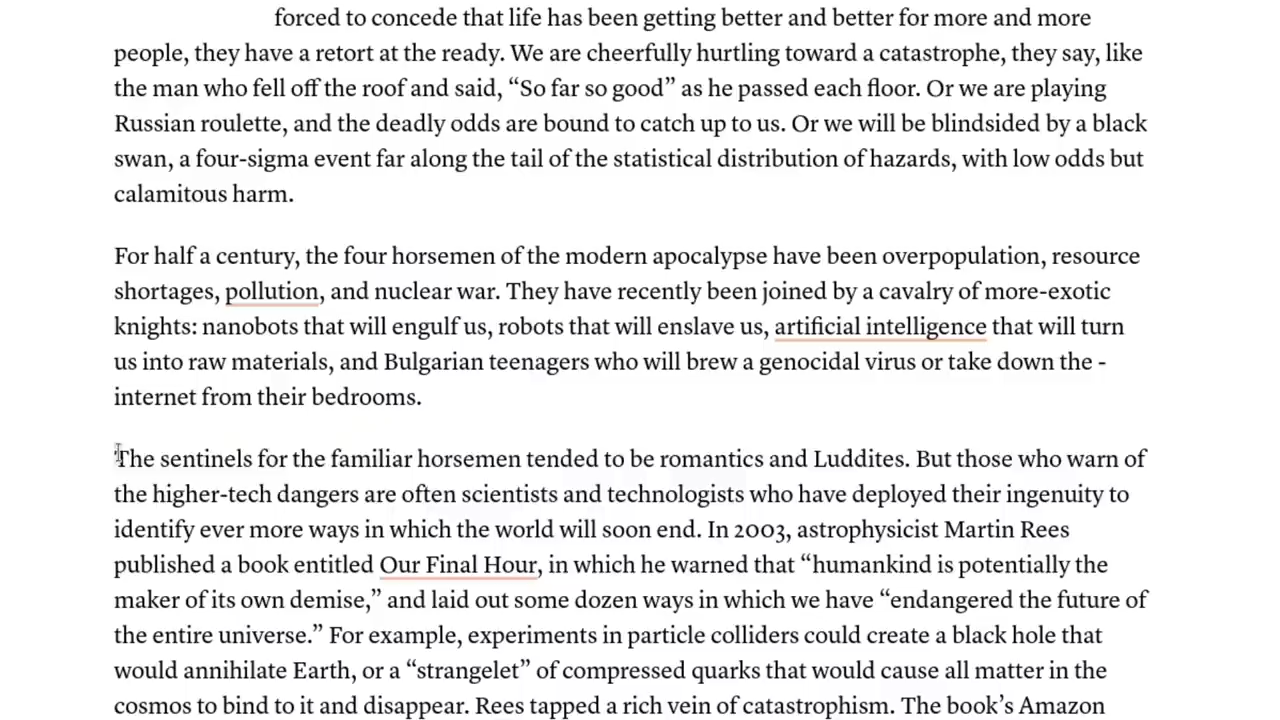 forced to concede that life has been getting better and better for more and more
people, they have a retort at the ready. We are cheerfully hurtling toward a catastrophe, they say, like
the man who fell off the roof and said, “So far so good” as he passed each floor. Or we are playing
Russian roulette, and the deadly odds are bound to catch up to us. Or we will be blindsided by a black
swan, a four-sigma event far along the tail of the statistical distribution of hazards, with low odds but
calamitous harm.
For half a century, the four horsemen of the modern apocalypse have been overpopulation, resource
shortages, pollution, and nuclear war. They have recently been joined by a cavalry of more-exotic
knights: nanobots that will engulf us, robots that will enslave us, artificial intelligence that will turn
us into raw materials, and Bulgarian teenagers who will brew a genocidal virus or take down the -
internet from their bedrooms.
The sentinels for the familiar horsemen tended to be romantics and Luddites. But those who warn of
the higher-tech dangers are often scientists and technologists who have deployed their ingenuity to
identify ever more ways in which the world will soon end. In 2003, astrophysicist Martin Rees
published a book entitled Our Final Hour, in which he warned that “humankind is potentially the
maker of its own demise,” and laid out some dozen ways in which we have “endangered the future of
the entire universe.” For example, experiments in particle colliders could create a black hole that
would annihilate Earth, or a “strangelet” of compressed quarks that would cause all matter in the
cosmos to bind to it and disappear. Rees tapped a rich vein of catastrophism. The book’s Amazon